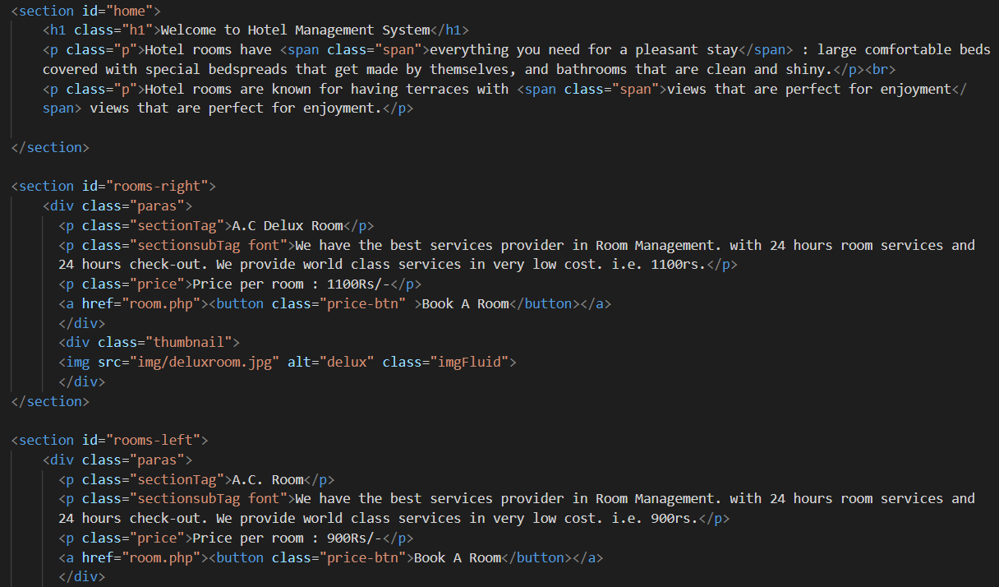 <section id="home">
<h1 class="h1">Welcome to Hotel Management System</h1>
<p class="p">Hotel rooms have <span class="span">everything you need for a pleasant stay</span> : large comfortable beds
covered with special bedspreads that get made by themselves, and bathrooms that are clean and shiny.</p><br>
<p class="p">Hotel rooms are known for having terraces with <span class="span">views that are perfect for enjoyment</
span> views that are perfect for enjoyment.</p>
</section>
<section id="rooms-right">
<div class="paras">
<p class="sectionTag">A.C Delux Room</p>
<p class="sectionsubTag font">We have the best services provider in Room Management. with 24 hours room services and
24 hours check-out. We provide world class services in very low cost. i.e. 1100rs.</p>
<p class="price">Price per room : 1100Rs/-</p>
<a href="room.php"><button class="price-btn" >Book A Room</button></a>
</div>
<div class="thumbnail">
<img src="img/deluxroom.jpg" alt="delux" class="imgFluid">
</div>
</section>
<section id="rooms-left">
<div class="paras">
<p class="sectionTag">A.C. Room</p>
<p class="sectionsubTag font">We have the best services provider in Room Management. with 24 hours room services and
24 hours check-out. We provide world class services in very low cost. i.e. 900rs.</p>
<p class="price">Price per room : 900Rs/-</p>
<a href="room.php"><button class="price-btn">Book A Room</button></a>
</div>